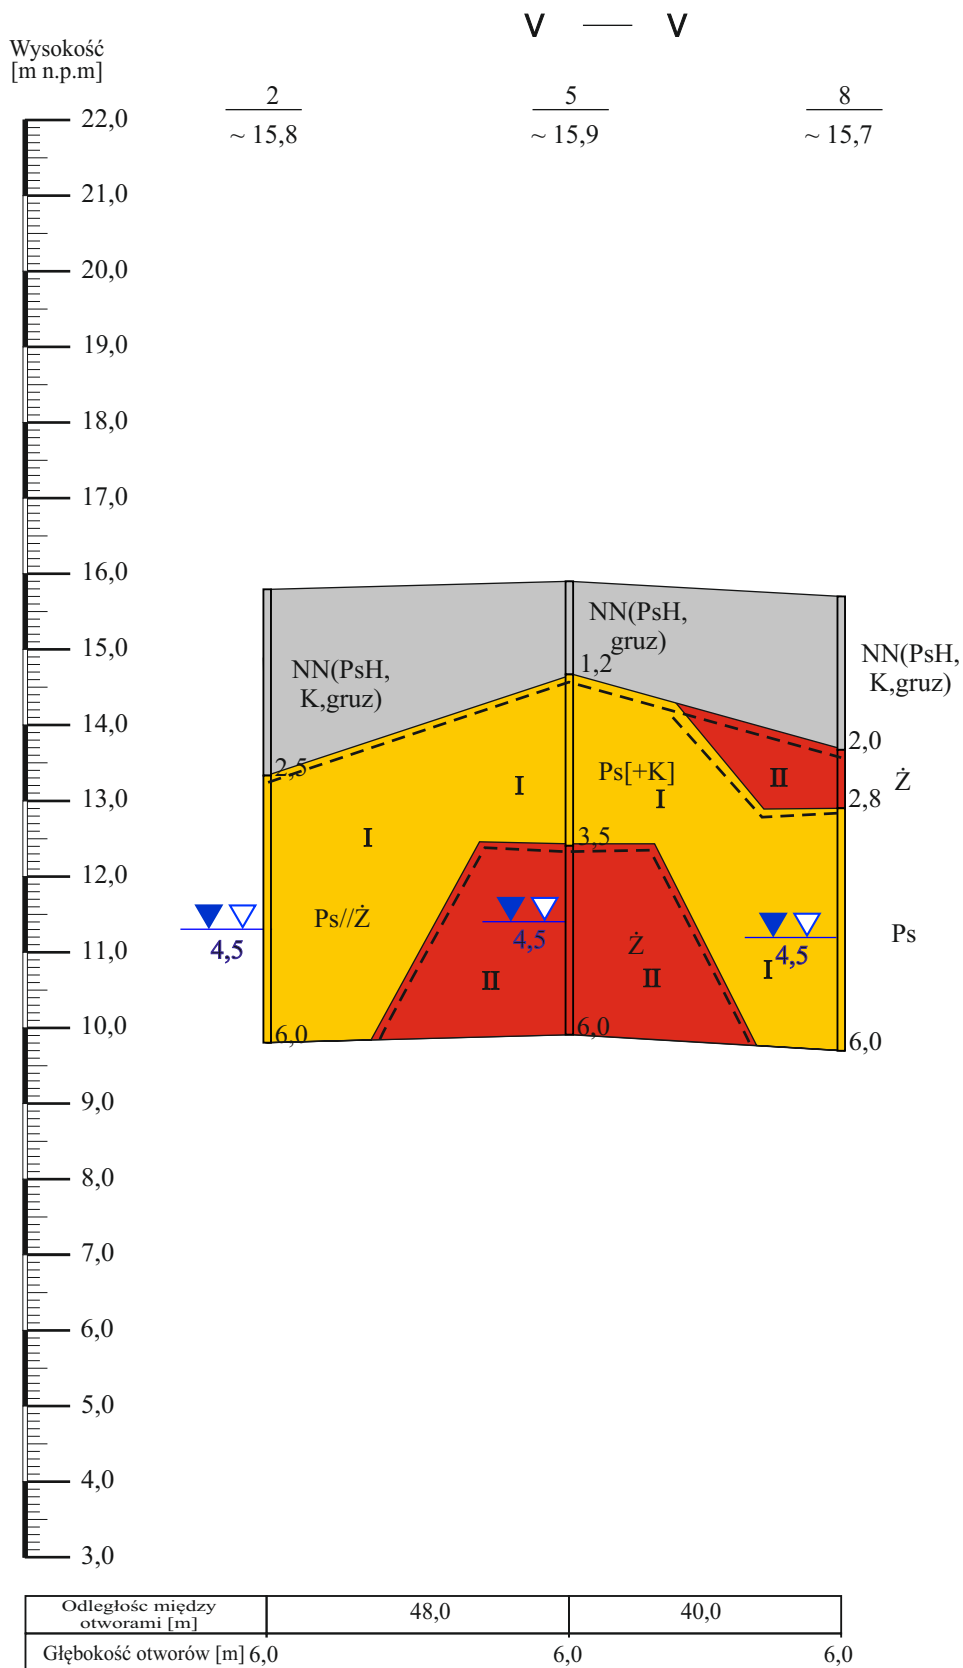 V — V
Wysokość
[m n.p.m]
2
~ 15,8
5
~ 15,9
8
~ 15,7
22,0
21,0
20,0
19,0
18,0
17,0
16,0
15,0
14,0
13,0
12,0
11,0
10,0
9,0
8,0
7,0
6,0
5,0
4,0
3,0
NN(PsH,
K,gruz)
2,5
I
Ps//Ż
4,5
6,0
NN(PsH,
gruz)
1,2
I
Ps[+K]
I
3,5
4,5
II
Ż
II
6,0
NN(PsH,
K,gruz)
2,0
II
Ż
2,8
Ps
4,5
I
6,0
Odległośc między
otworami [m]
48,0
40,0
Głębokość otworów [m] 6,0
6,0
6,0